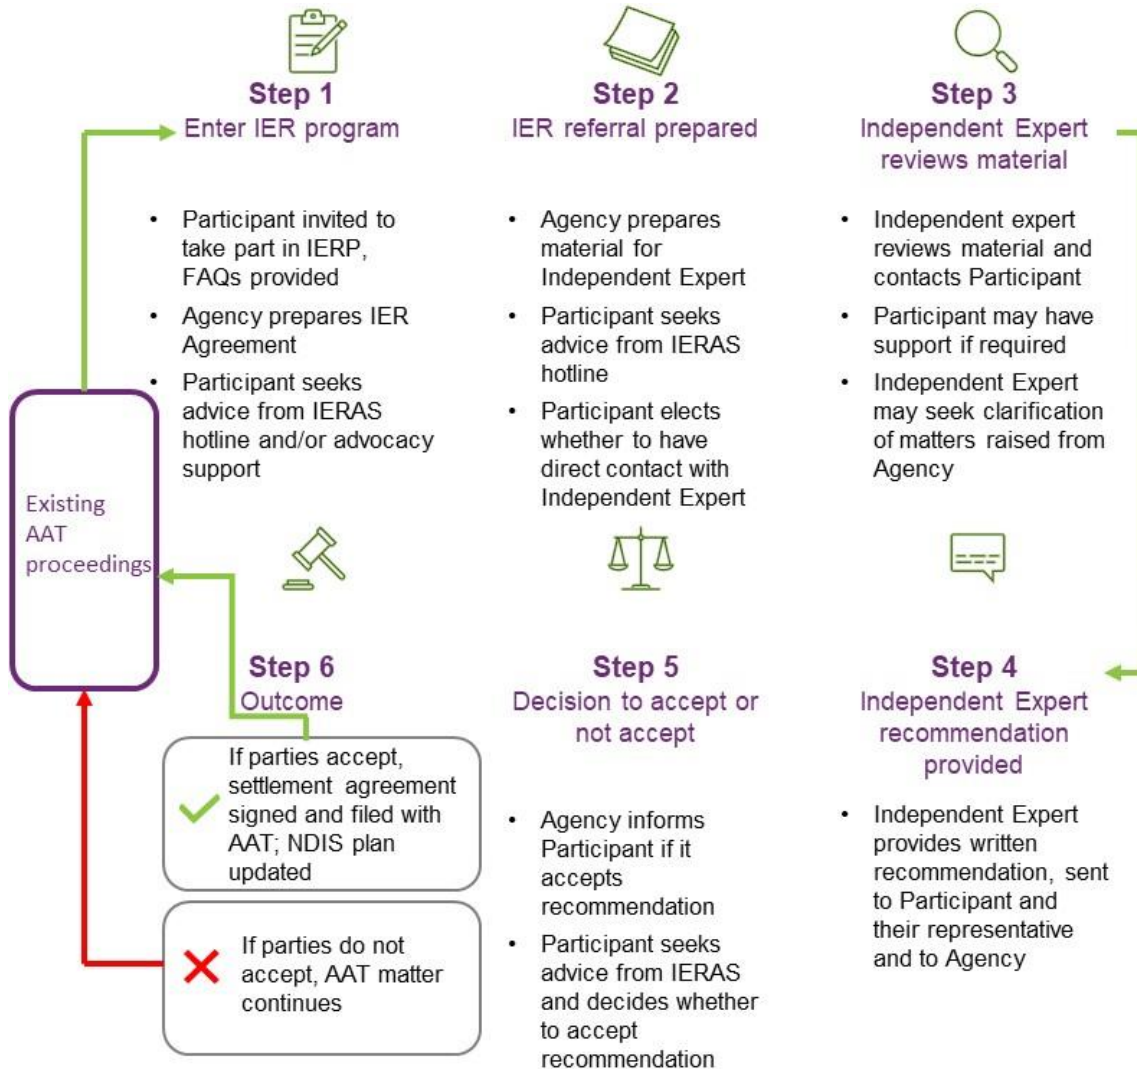 Step 1
Enter IER program
• Participant invited to
take part in IERP,
FAQs provided
• Agency prepares IER
Agreement
• Participant seeks
advice from IERAS
hotline and/or advocacy
support
Step 2
IER referral prepared
• Agency prepares
material for
Independent Expert
• Participant seeks
advice from IERAS
hotline
• Participant elects
whether to have
direct contact with
Independent Expert
Step 3
Independent Expert
reviews material
• Independent expert
reviews material and
contacts Participant
• Participant may have
support if required
• Independent Expert
may seek clarification
of matters raised from
Agency
Step 4
Independent Expert
recommendation
provided
• Independent Expert
provides written
recommendation, sent
to Participant and
their representative
and to Agency
Step 5
Decision to accept or
not accept
• Agency informs
Participant if it
accepts
recommendation
• Participant seeks
advice from IERAS
and decides whether
to accept
recommendation
Step 6
Outcome
If parties accept,
settlement agreement
signed and filed with
AAT; NDIS plan
updated
If parties do not
accept, AAT matter
continues
Existing
AAT
proceedings